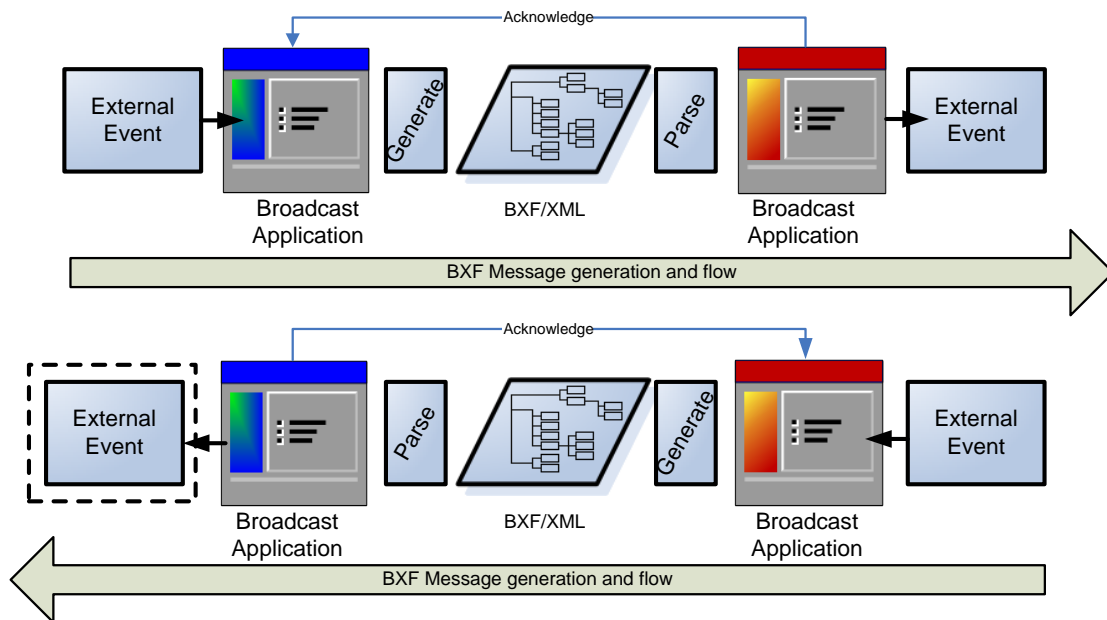 Acknowledge
External
Event
Generate
Parse
External
Event
Broadcast
Application
BXF/XML
Broadcast
Application
BXF Message generation and flow
Acknowledge
External
Event
Parse
Generate
External
Event
Broadcast
Application
BXF/XML
Broadcast
Application
BXF Message generation and flow